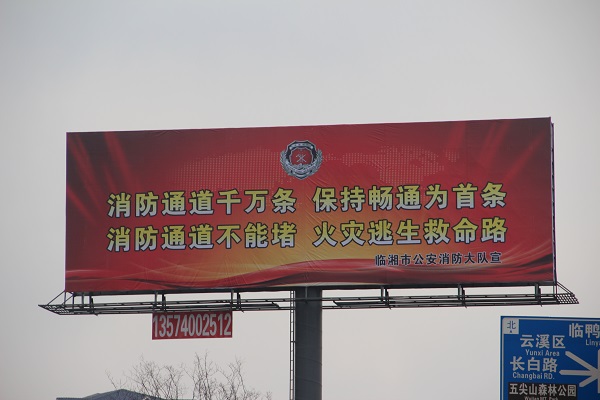 消防通道千万条 保持畅通为首条
消防通道不能堵 火灾逃生救命路
临湘市公安消防大队宣
13574002512
北
云溪区
Yunxi Area
长白路
Changbai RD.
五尖山森林公园
临鸭